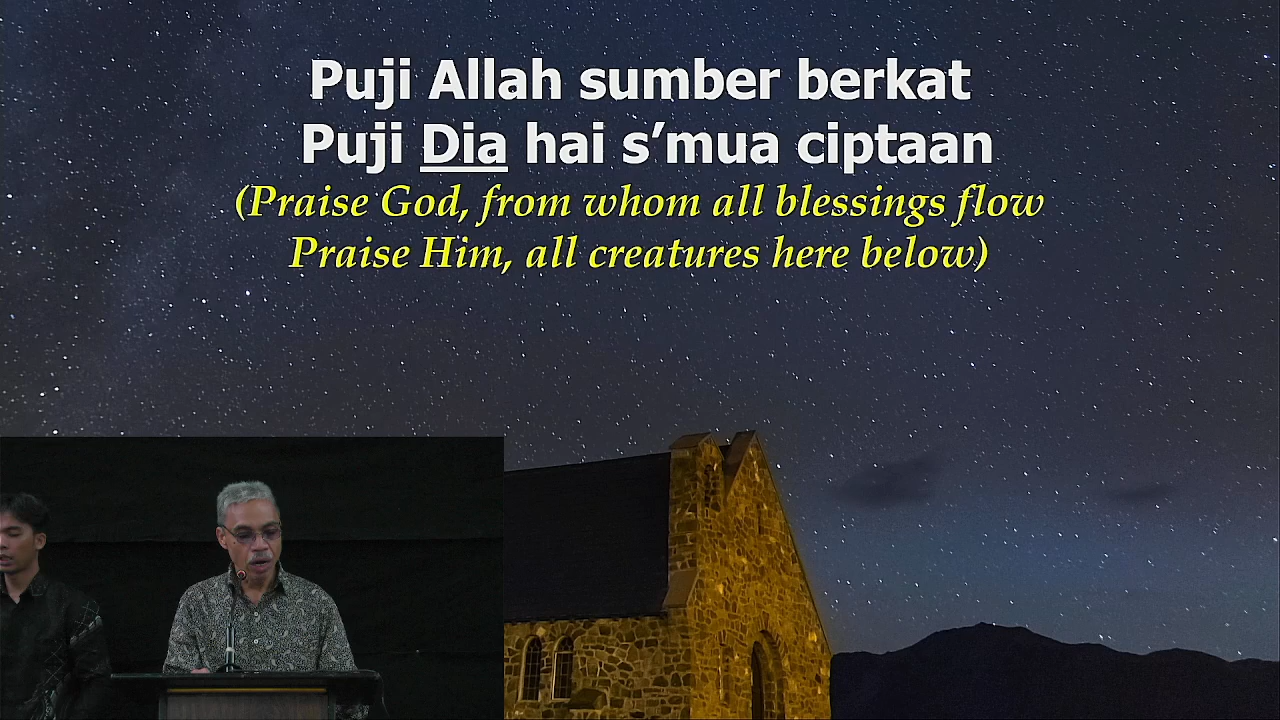 Puji Allah sumber berkat
Puji Dia hai s’mua ciptaan
(Praise God, from whom all blessings flow
Praise Him, all creatures here below)